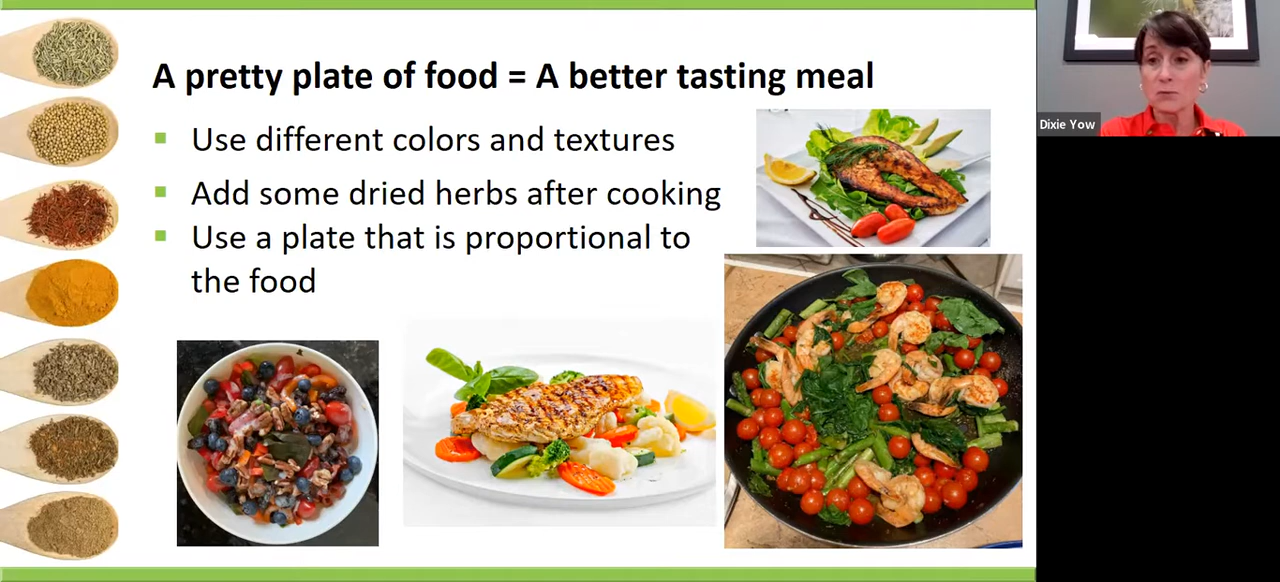 A pretty plate of food = A better tasting meal
Use different colors and textures
Add some dried herbs after cooking
Use a plate that is proportional to
the food
Dixie Yow